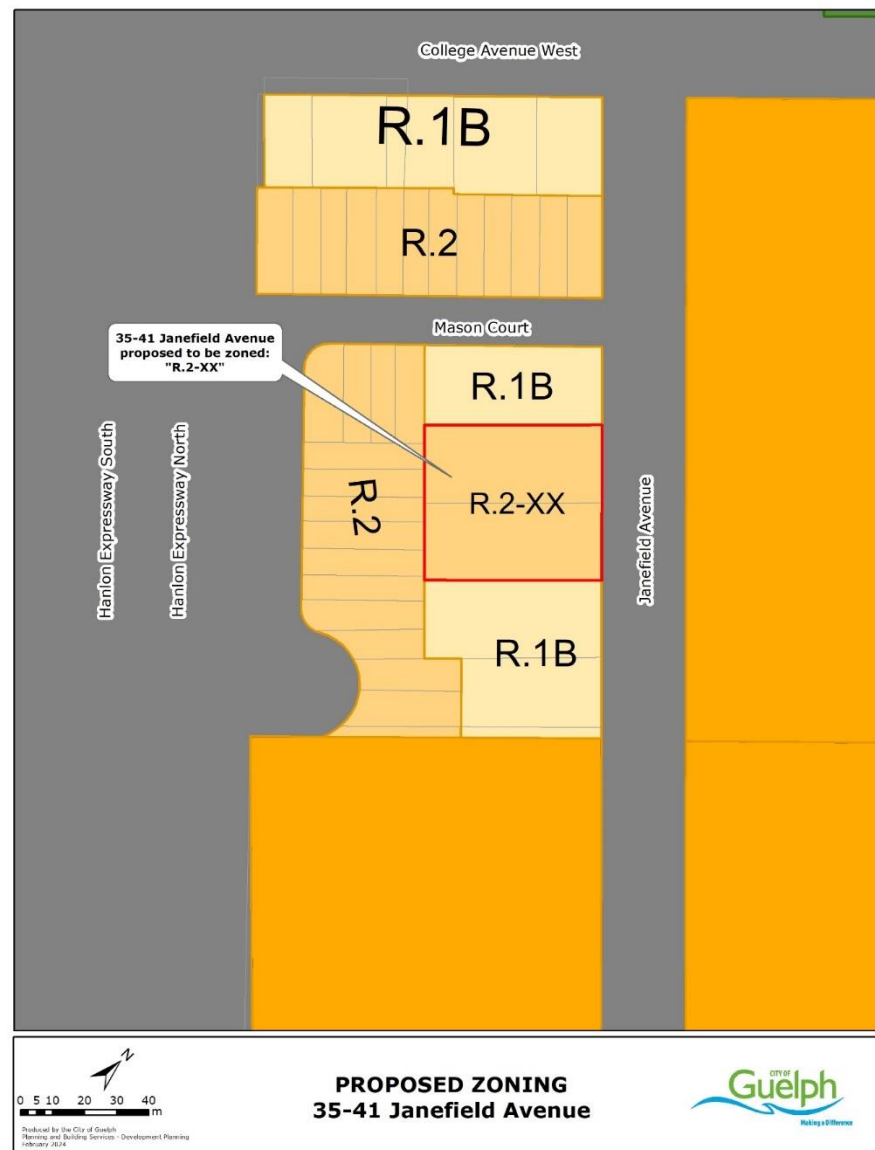 College Avenue West
R.1B
R.2
Mason Court
35-41 Janefield Avenue
proposed to be zoned:
"R.2-XX"
R.1B
R.2-XX
R.2
R.1B
Hanlon Expressway South
Hanlon Expressway North
Janefield Avenue
N
0 5 10 20 30 40
m
Produced by the City of Guelph
Planning and Building Services - Development Planning
February 2024
PROPOSED ZONING
35-41 Janefield Avenue
CITY OF
Guelph
Making a Difference